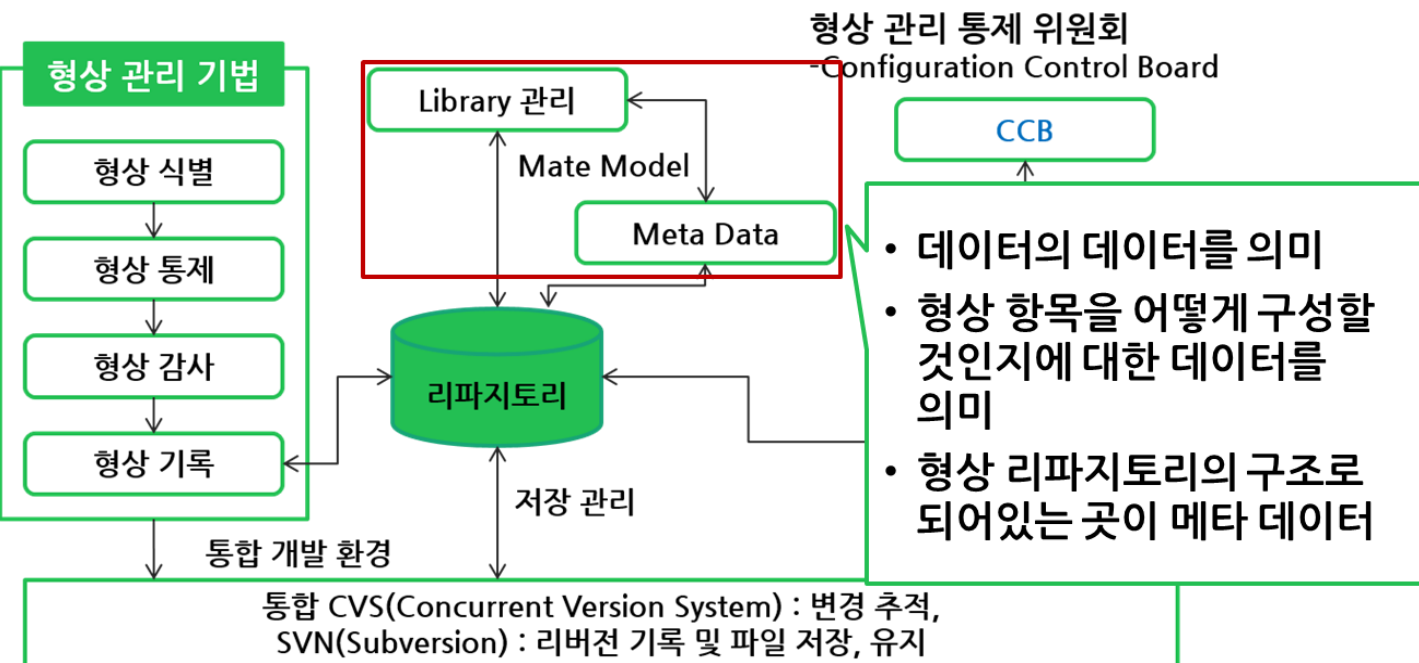 형상 관리 통제 위원회
-Configuration Control Board
형상 관리 기법
Library 관리
CCB
형상 식별
Mate Model
Meta Data
형상 통제
형상 감사
리파지토리
형상 기록
• 데이터의 데이터를 의미
• 형상 항목을 어떻게 구성할
것인지에 대한 데이터를
의미
• 형상 리파지토리의 구조로
되어있는 곳이 메타 데이터
저장 관리
통합 개발 환경
통합 CVS(Concurrent Version System) : 변경 추적,
SVN(Subversion) : 리버전 기록 및 파일 저장, 유지